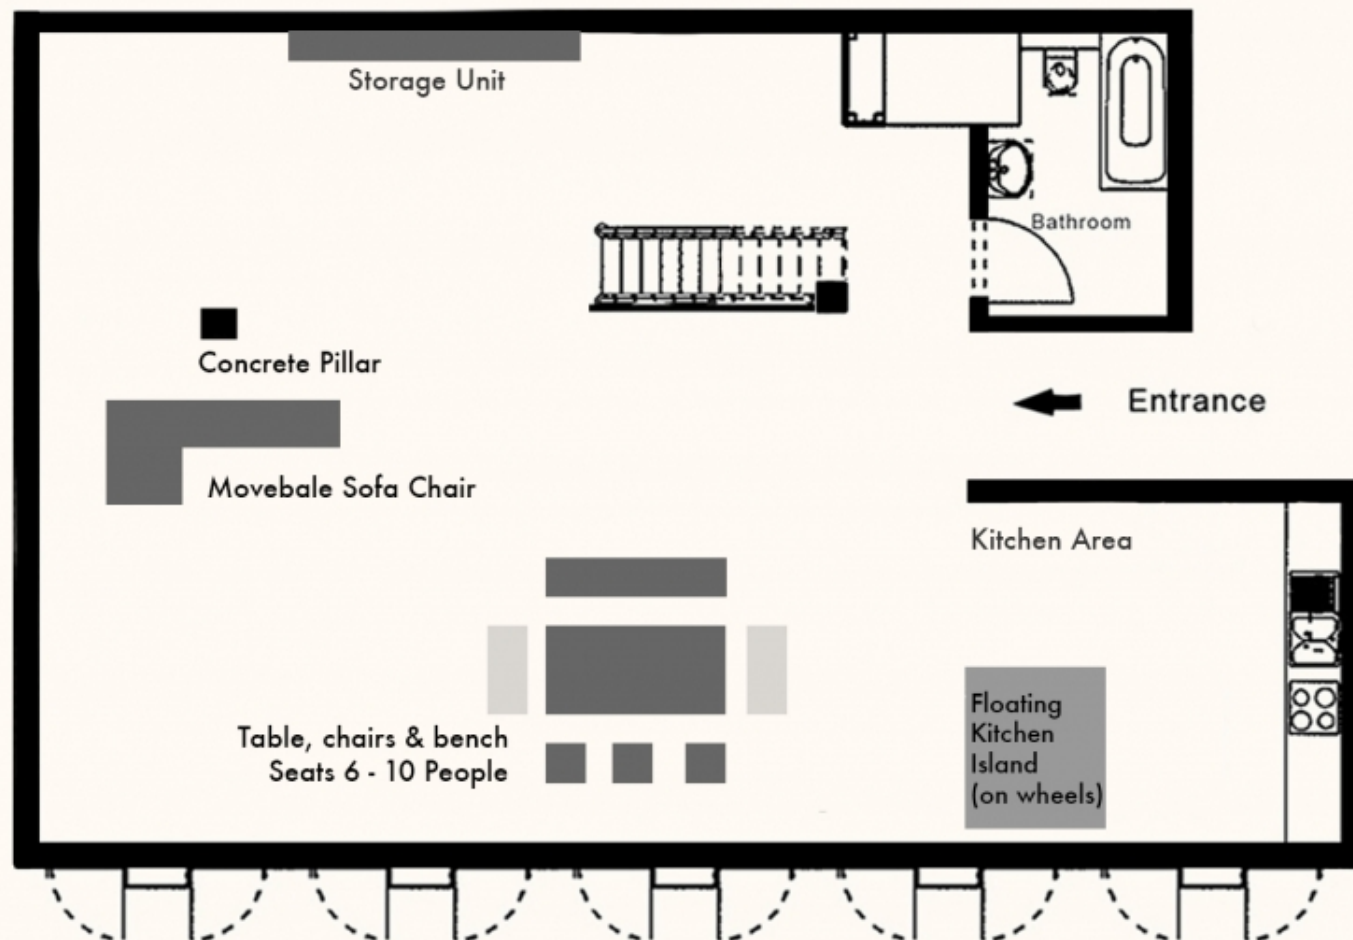 Storage Unit
Bathroom
Concrete Pillar
Entrance
Movebale Sofa Chair
Kitchen Area
Floating
Kitchen
Island
(on wheels)
Table, chairs & bench
Seats 6 - 10 People